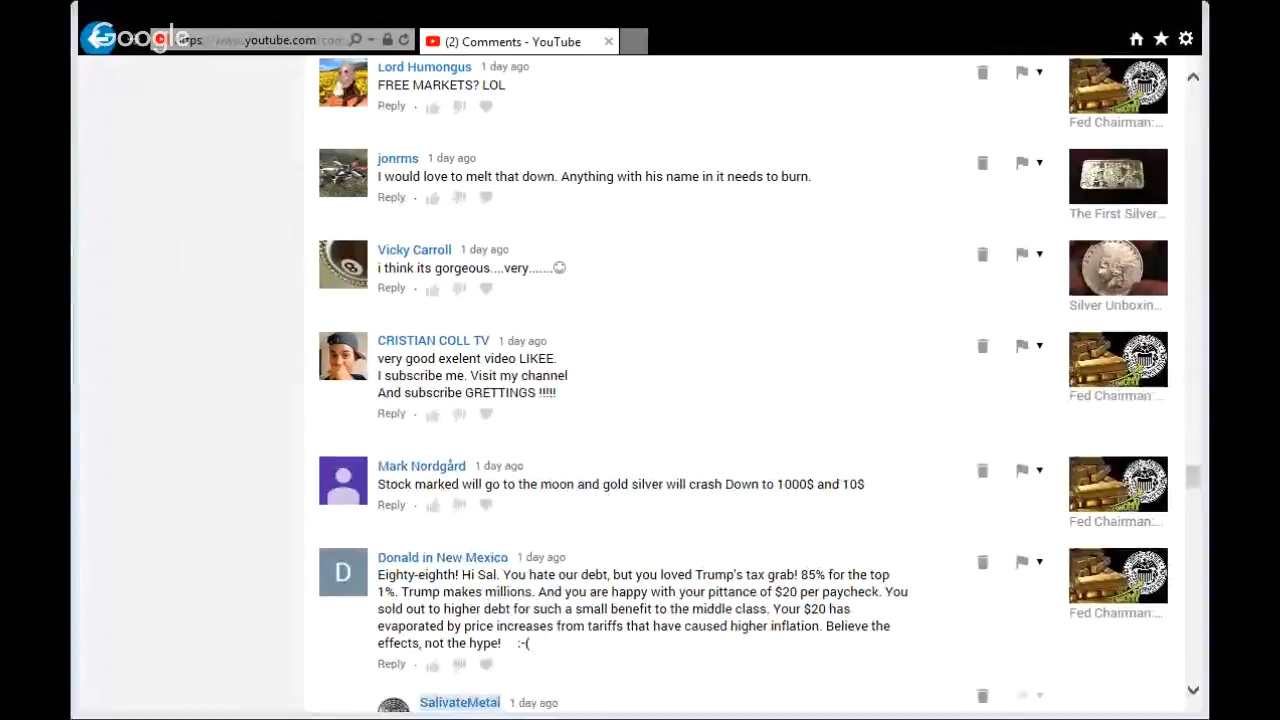 Google
https://www.youtube.com/com
(2) Comments - YouTube
Lord Humongus 1 day ago
FREE MARKETS? LOL
Reply ·
Fed Chairman:...
jonrms 1 day ago
I would love to melt that down. Anything with his name in it needs to burn.
Reply ·
The First Silver...
Vicky Carroll 1 day ago
i think its gorgeous....very.......☺
Reply ·
Silver Unboxin...
CRISTIAN COLL TV 1 day ago
very good exelent video LIKEE.
I subscribe me. Visit my channel
And subscribe GRETTINGS !!!!!
Reply ·
Fed Chairman:...
Mark Nordgård 1 day ago
Stock marked will go to the moon and gold silver will crash Down to 1000$ and 10$
Reply ·
Fed Chairman:...
D
Donald in New Mexico 1 day ago
Eighty-eighth! Hi Sal. You hate our debt, but you loved Trump's tax grab! 85% for the top
1%. Trump makes millions. And you are happy with your pittance of $20 per paycheck. You
sold out to higher debt for such a small benefit to the middle class. Your $20 has
evaporated by price increases from tariffs that have caused higher inflation. Believe the
effects, not the hype! :-(
Reply ·
Fed Chairman:...
SalivateMetal 1 day ago